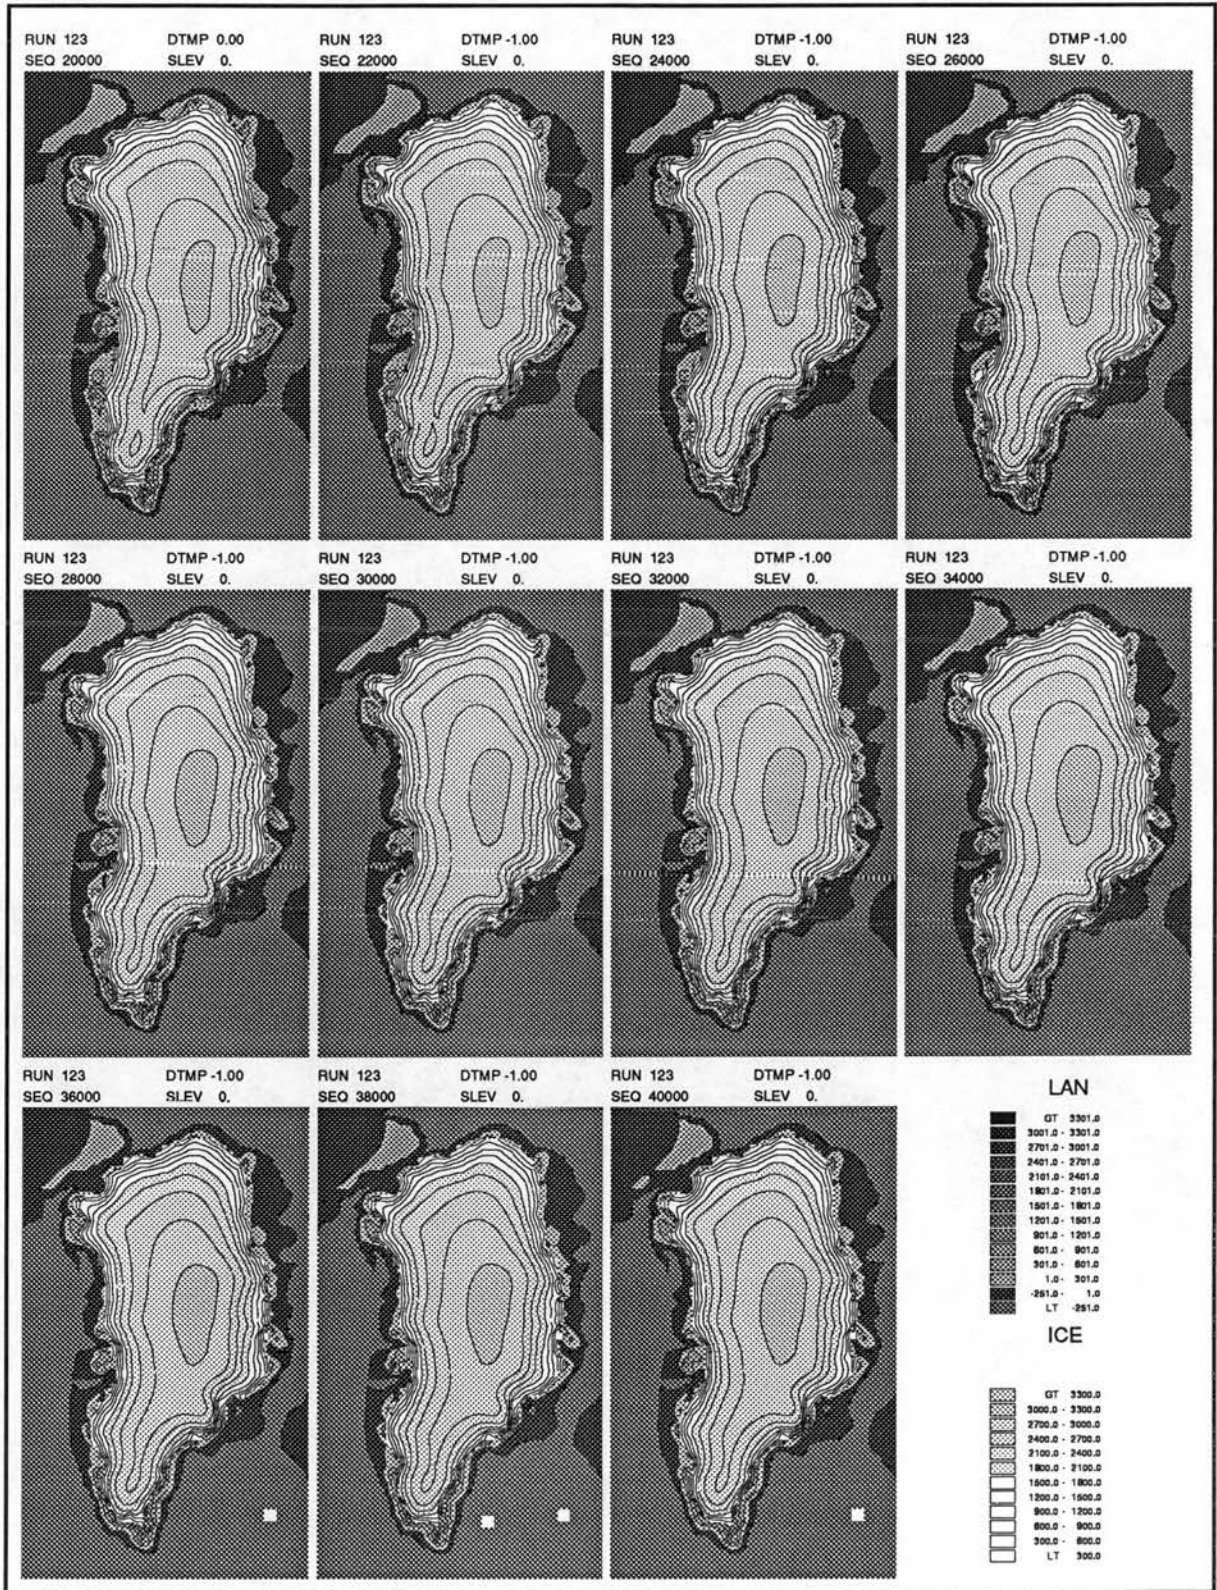 RUN 123 DTMP 0.00 RUN 123 DTMP -1.00 RUN 123 DTMP -1.00 RUN 123 DTMP -1.00
SEQ 20000 SLEV 0. SEQ 22000 SLEV 0. SEQ 24000 SLEV 0. SEQ 26000 SLEV 0.
RUN 123 DTMP -1.00 RUN 123 DTMP -1.00 RUN 123 DTMP -1.00 RUN 123 DTMP -1.00
SEQ 28000 SLEV 0. SEQ 30000 SLEV 0. SEQ 32000 SLEV 0. SEQ 34000 SLEV 0.
RUN 123 DTMP -1.00 RUN 123 DTMP -1.00 RUN 123 DTMP -1.00
SEQ 36000 SLEV 0. SEQ 38000 SLEV 0. SEQ 40000 SLEV 0.
LAN
GT 3301.0
3001.0 - 3301.0
2701.0 - 3001.0
2401.0 - 2701.0
2101.0 - 2401.0
1801.0 - 2101.0
1501.0 - 1801.0
1201.0 - 1501.0
901.0 - 1201.0
601.0 - 901.0
301.0 - 601.0
1.0 - 301.0
-251.0 - 1.0
LT -251.0
ICE
GT 3300.0
3000.0 - 3300.0
2700.0 - 3000.0
2400.0 - 2700.0
2100.0 - 2400.0
1800.0 - 2100.0
1500.0 - 1800.0
1200.0 - 1500.0
900.0 - 1200.0
600.0 - 900.0
300.0 - 600.0
LT 300.0